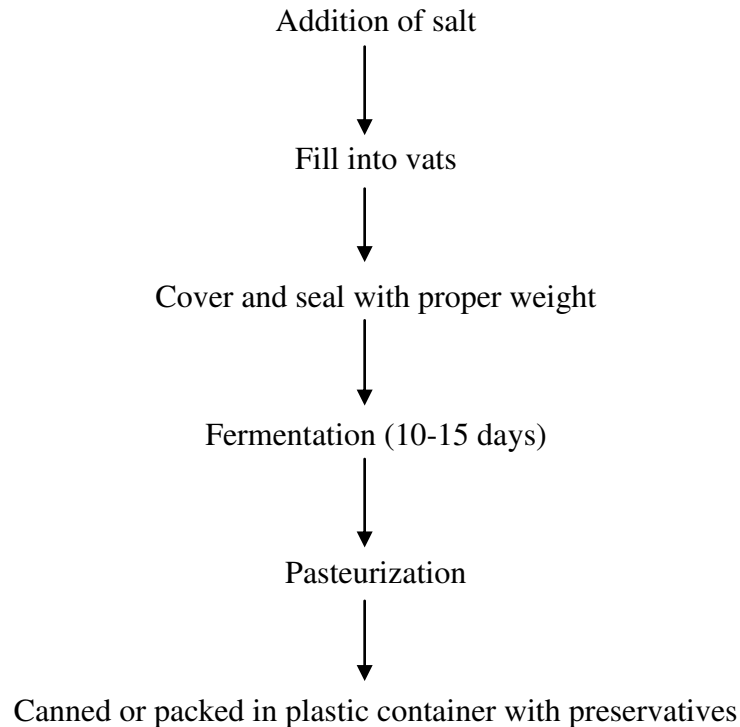 Addition of salt
Fill into vats
Cover and seal with proper weight
Fermentation (10-15 days)
Pasteurization
Canned or packed in plastic container with preservatives